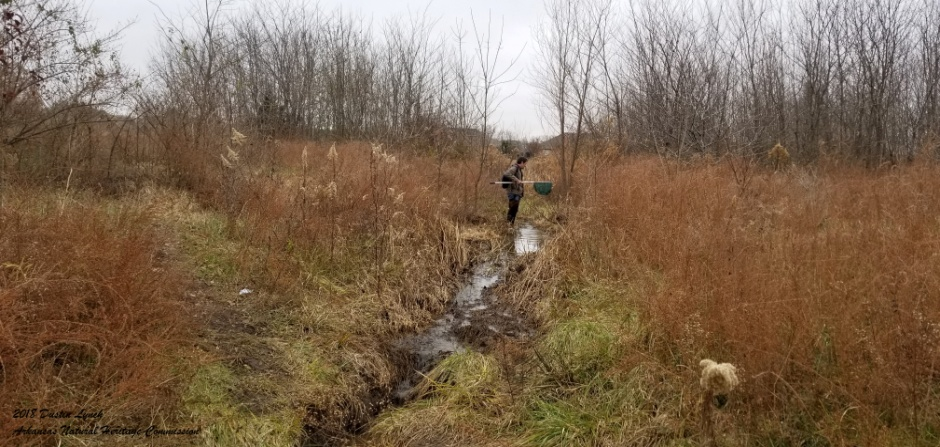 2018 Dustin Lynch
Arkansas Natural Heritage Commission